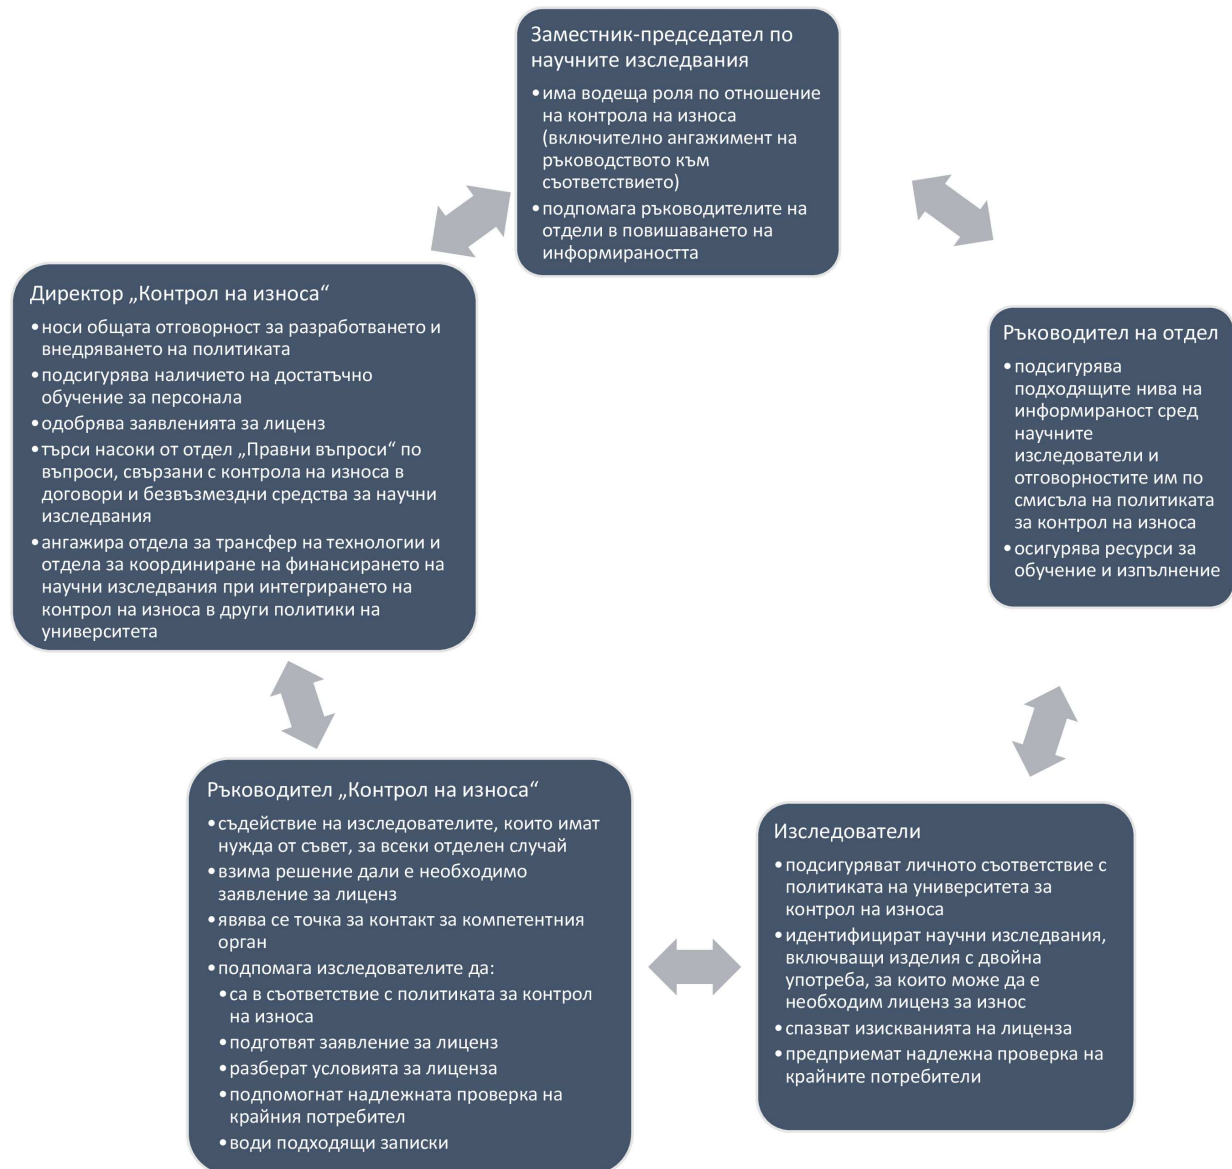 Заместник-председател по
научните изследвания
•има водеща роля по отношение
на контрола на износа
(включително ангажимент на
ръководството към
съответствието)
•подпомага ръководителите на
отдели в повишаването на
информираността
Директор „Контрол на износа“
•носи общата отговорност за разработването и
внедряването на политиката
•подсигурява наличието на достатъчно
обучение за персонала
•одобрява заявленията за лиценз
•търси насоки от отдел „Правни въпроси“ по
въпроси, свързани с контрола на износа в
договори и безвъзмездни средства за научни
изследвания
•ангажира отдела за трансфер на технологии и
отдела за координиране на финансирането на
научни изследвания при интегрирането на
контрол на износа в други политики на
университета
Ръководител на отдел
•подсигурява
подходящите нива на
информираност сред
научните
изследователи и
отговорностите им по
смисъла на политиката
за контрол на износа
•осигурява ресурси за
обучение и изпълнение
Ръководител „Контрол на износа“
•съдействие на изследователите, които имат
нужда от съвет, за всеки отделен случай
•взима решение дали е необходимо
заявление за лиценз
•явява се точка за контакт за компетентния
орган
•подпомага изследователите да:
•са в съответствие с политиката за контрол
на износа
•подготвят заявление за лиценз
•разберат условията за лиценза
•подпомогнат надлежната проверка на
крайния потребител
•води подходящи записки
Изследователи
•подсигуряват личното съответствие с
политиката на университета за
контрол на износа
•идентифицират научни изследвания,
включващи изделия с двойна
употреба, за които може да е
необходим лиценз за износ
•спазват изискванията на лиценза
•предприемат надлежна проверка на
крайните потребители